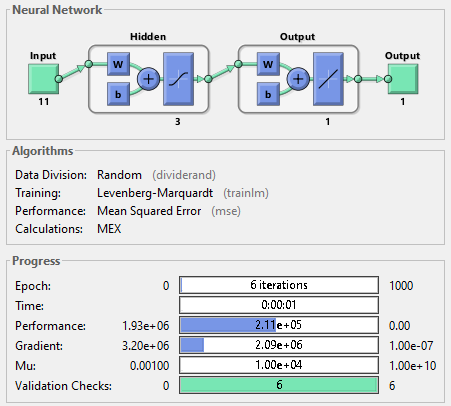 Neural Network
Hidden Output
Input Output
W W
b b
11 3 1 1
Algorithms
Data Division: Random (dividerand)
Training: Levenberg-Marquardt (trainlm)
Performance: Mean Squared Error (mse)
Calculations: MEX
Progress
Epoch: 0 6 iterations 1000
Time: 0:00:01
Performance: 1.93e+06 2.11e+05 0.00
Gradient: 3.20e+06 2.09e+06 1.00e-07
Mu: 0.00100 1.00e+04 1.00e+10
Validation Checks: 0 6 6